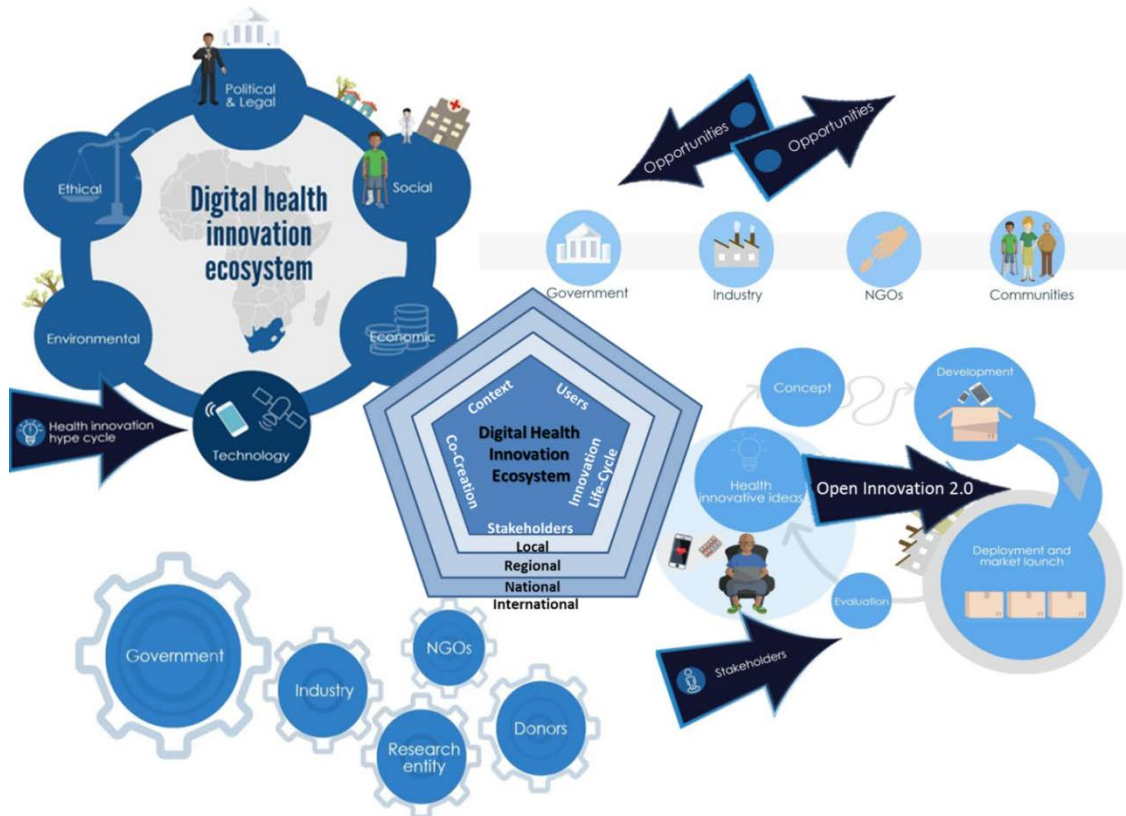 Political
& Legal
Ethical
Social
Digital health
innovation
ecosystem
Environmental
Economic
Health innovation
hype cycle
Technology
Opportunities
Opportunities
Government
Industry
NGOs
Communities
Context
Users
Digital Health
Innovation
Ecosystem
Co-Creation
Innovation
Life-Cycle
Stakeholders
Local
Regional
National
International
Concept
Development
Health
innovative ideas
Open Innovation 2.0
Deployment and
market launch
Evaluation
Stakeholders
Government
Industry
NGOs
Research
entity
Donors